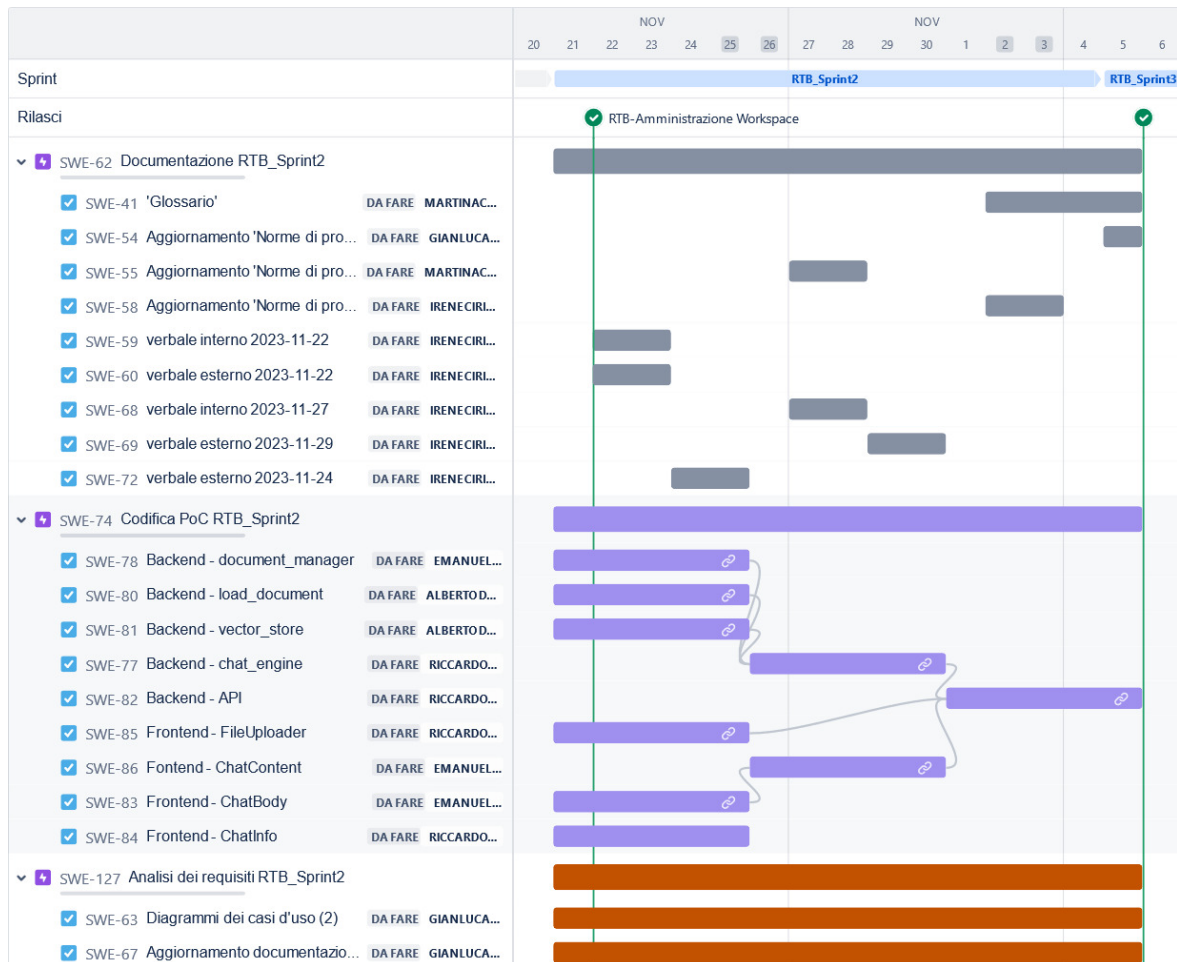 NOV NOV
20 21 22 23 24 25 26 27 28 29 30 1 2 3 4 5 6
Sprint RTB_Sprint2 RTB_Sprint3
Rilasci RTB-Amministrazione Workspace
SWE-62 Documentazione RTB_Sprint2
SWE-41 'Glossario' DA FARE MARTINAC...
SWE-54 Aggiornamento 'Norme di pro... DA FARE GIANLUCA...
SWE-55 Aggiornamento 'Norme di pro... DA FARE MARTINAC...
SWE-58 Aggiornamento 'Norme di pro... DA FARE IRENECIRI...
SWE-59 verbale interno 2023-11-22 DA FARE IRENECIRI...
SWE-60 verbale esterno 2023-11-22 DA FARE IRENECIRI...
SWE-68 verbale interno 2023-11-27 DA FARE IRENECIRI...
SWE-69 verbale esterno 2023-11-29 DA FARE IRENECIRI...
SWE-72 verbale esterno 2023-11-24 DA FARE IRENECIRI...
SWE-74 Codifica PoC RTB_Sprint2
SWE-78 Backend - document_manager DA FARE EMANUEL...
SWE-80 Backend - load_document DA FARE ALBERTOD...
SWE-81 Backend - vector_store DA FARE ALBERTOD...
SWE-77 Backend - chat_engine DA FARE RICCARDO...
SWE-82 Backend - API DA FARE RICCARDO...
SWE-85 Frontend - FileUploader DA FARE RICCARDO...
SWE-86 Fontend - ChatContent DA FARE EMANUEL...
SWE-83 Frontend - ChatBody DA FARE EMANUEL...
SWE-84 Frontend - ChatInfo DA FARE RICCARDO...
SWE-127 Analisi dei requisiti RTB_Sprint2
SWE-63 Diagrammi dei casi d'uso (2) DA FARE GIANLUCA...
SWE-67 Aggiornamento documentazio... DA FARE GIANLUCA...